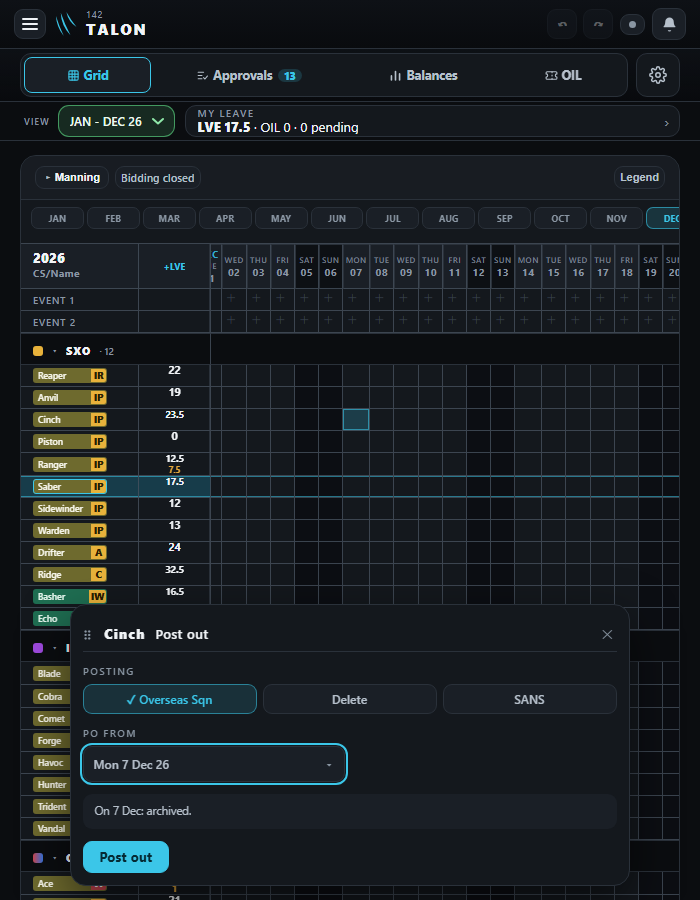 142
TALON
Grid
Approvals 13
Balances
OIL
VIEW
JAN - DEC 26
MY LEAVE
LVE 17.5 · OIL 0 · 0 pending
Manning
Bidding closed
Legend
JAN FEB MAR APR MAY JUN JUL AUG SEP OCT NOV DEC
2026
CS/Name
+LVE
WED 02 THU 03 FRI 04 SAT 05 SUN 06 MON 07 TUE 08 WED 09 THU 10 FRI 11 SAT 12 SUN 13 MON 14 TUE 15 WED 16 THU 17 FRI 18 SAT 19 SUN 20
EVENT 1 + + + + + + + + + + + + + + + + + +
EVENT 2 + + + + + + + + + + + + + + + + + +
· SXO · 12
Reaper IR 22
Anvil IP 19
Cinch IP 23.5
Piston IP 0
Ranger IP 12.5
7.5
Saber IP 17.5
Sidewinder IP 12
Warden IP 13
Drifter A 24
Ridge C 32.5
Basher IW 16.5
Echo
Cinch Post out
POSTING
✓ Overseas Sqn
Delete
SANS
PO FROM
Mon 7 Dec 26
On 7 Dec: archived.
Post out
Blade
Cobra
Comet
Forge
Havoc
Hunter
Trident
Vandal
Ace